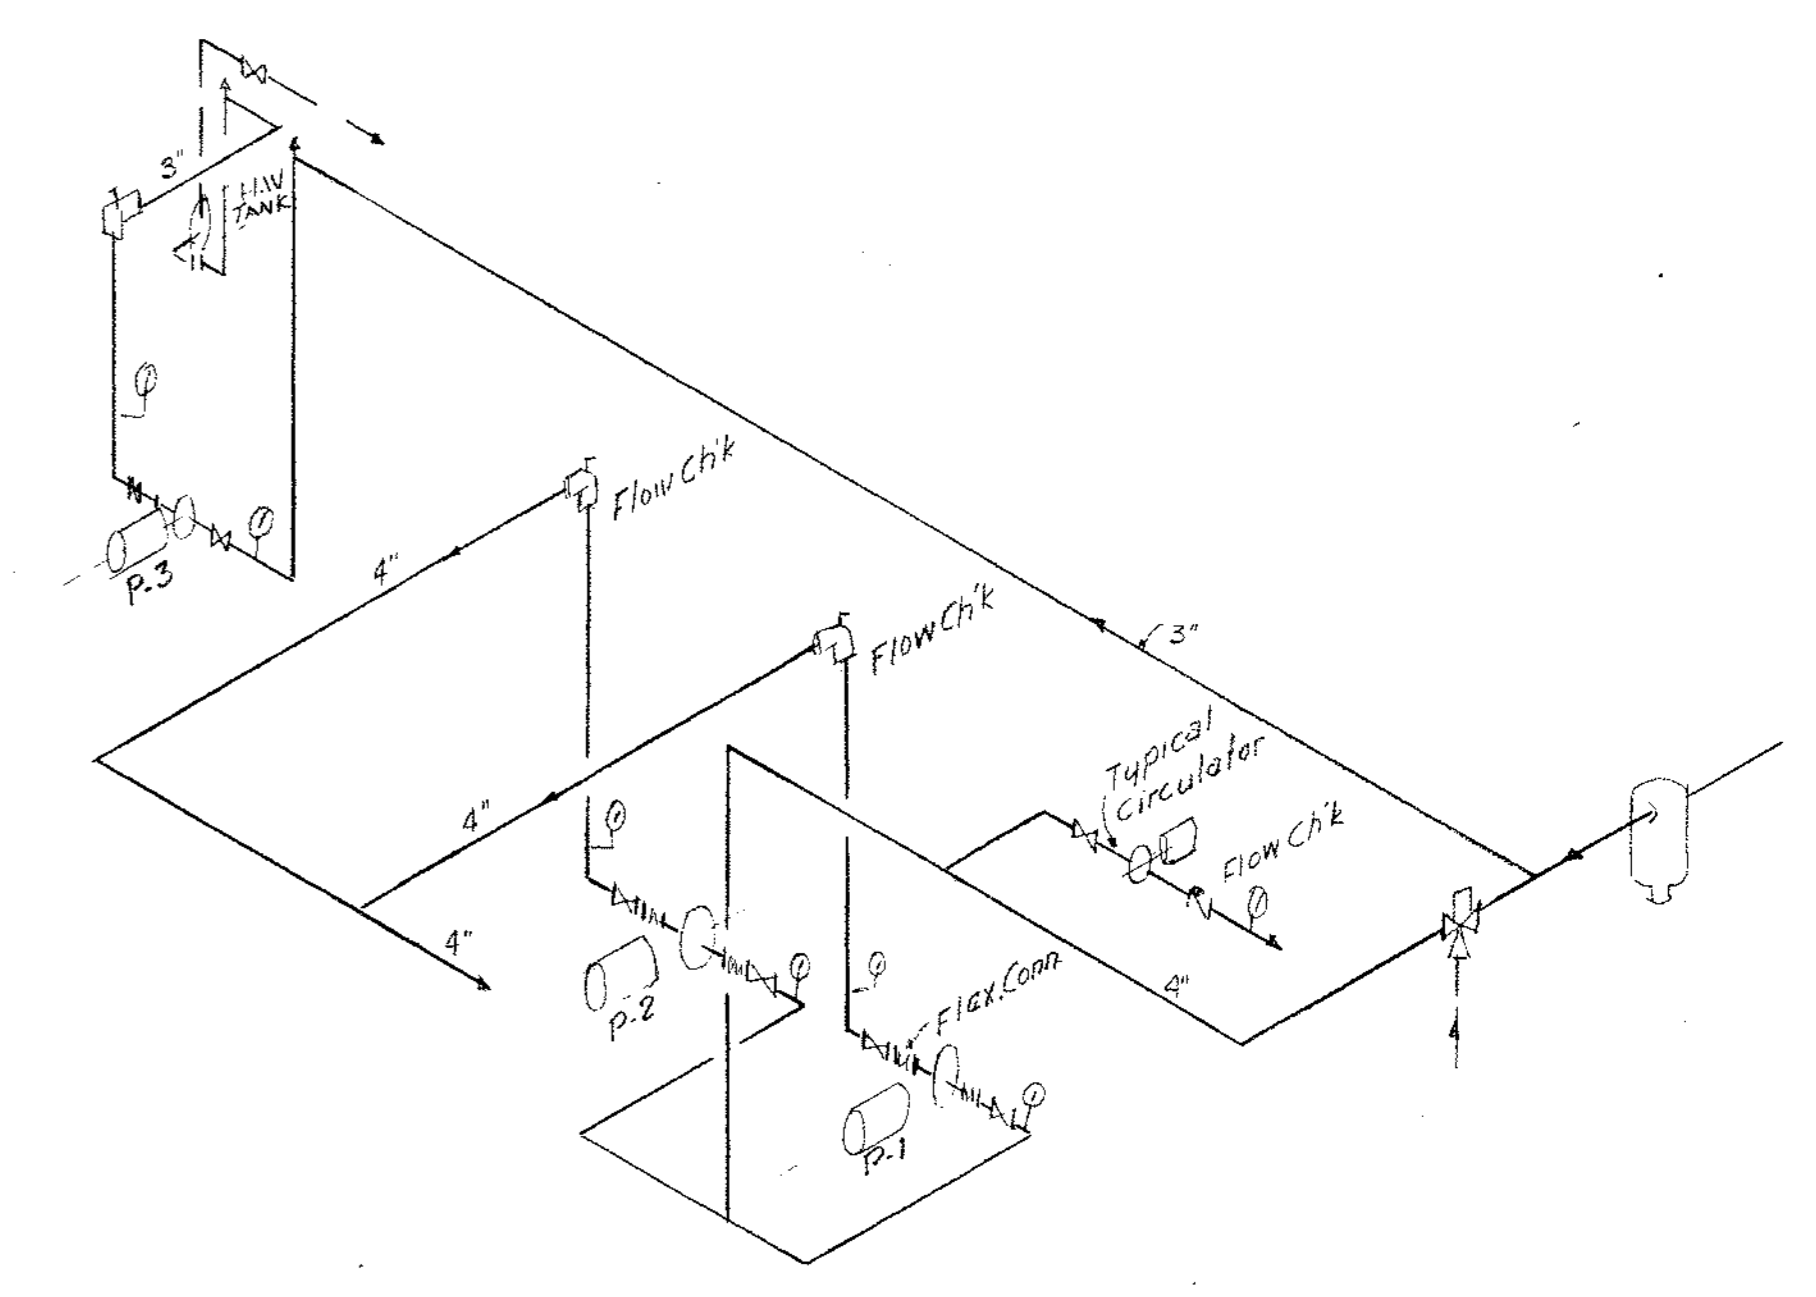 3"
H.W
TANK
Flow Ch'k
4"
P-3
Flow Ch'k
3"
Typical
Circulator
4"
Flow Ch'k
4"
Flex. Conn
4"
P-2
P-1